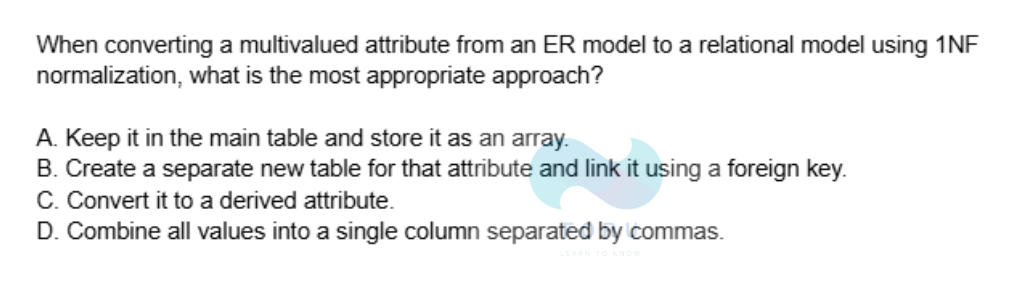 When converting a multivalued attribute from an ER model to a relational model using 1NF
normalization, what is the most appropriate approach?
A. Keep it in the main table and store it as an array.
B. Create a separate new table for that attribute and link it using a foreign key.
C. Convert it to a derived attribute.
D. Combine all values into a single column separated by commas.
LEARN TO KNOW